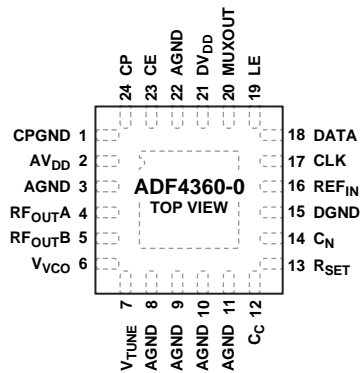 24 CP
23 CE
22 AGND
21 DVDD
20 MUXOUT
19 LE
CPGND 1
AVDD 2
AGND 3
RFOUTA 4
RFOUTB 5
VVCO 6
ADF4360-0
TOP VIEW
18 DATA
17 CLK
16 REFIN
15 DGND
14 CN
13 RSET
VTUNE 7
AGND 8
AGND 9
AGND 10
AGND 11
CC 12